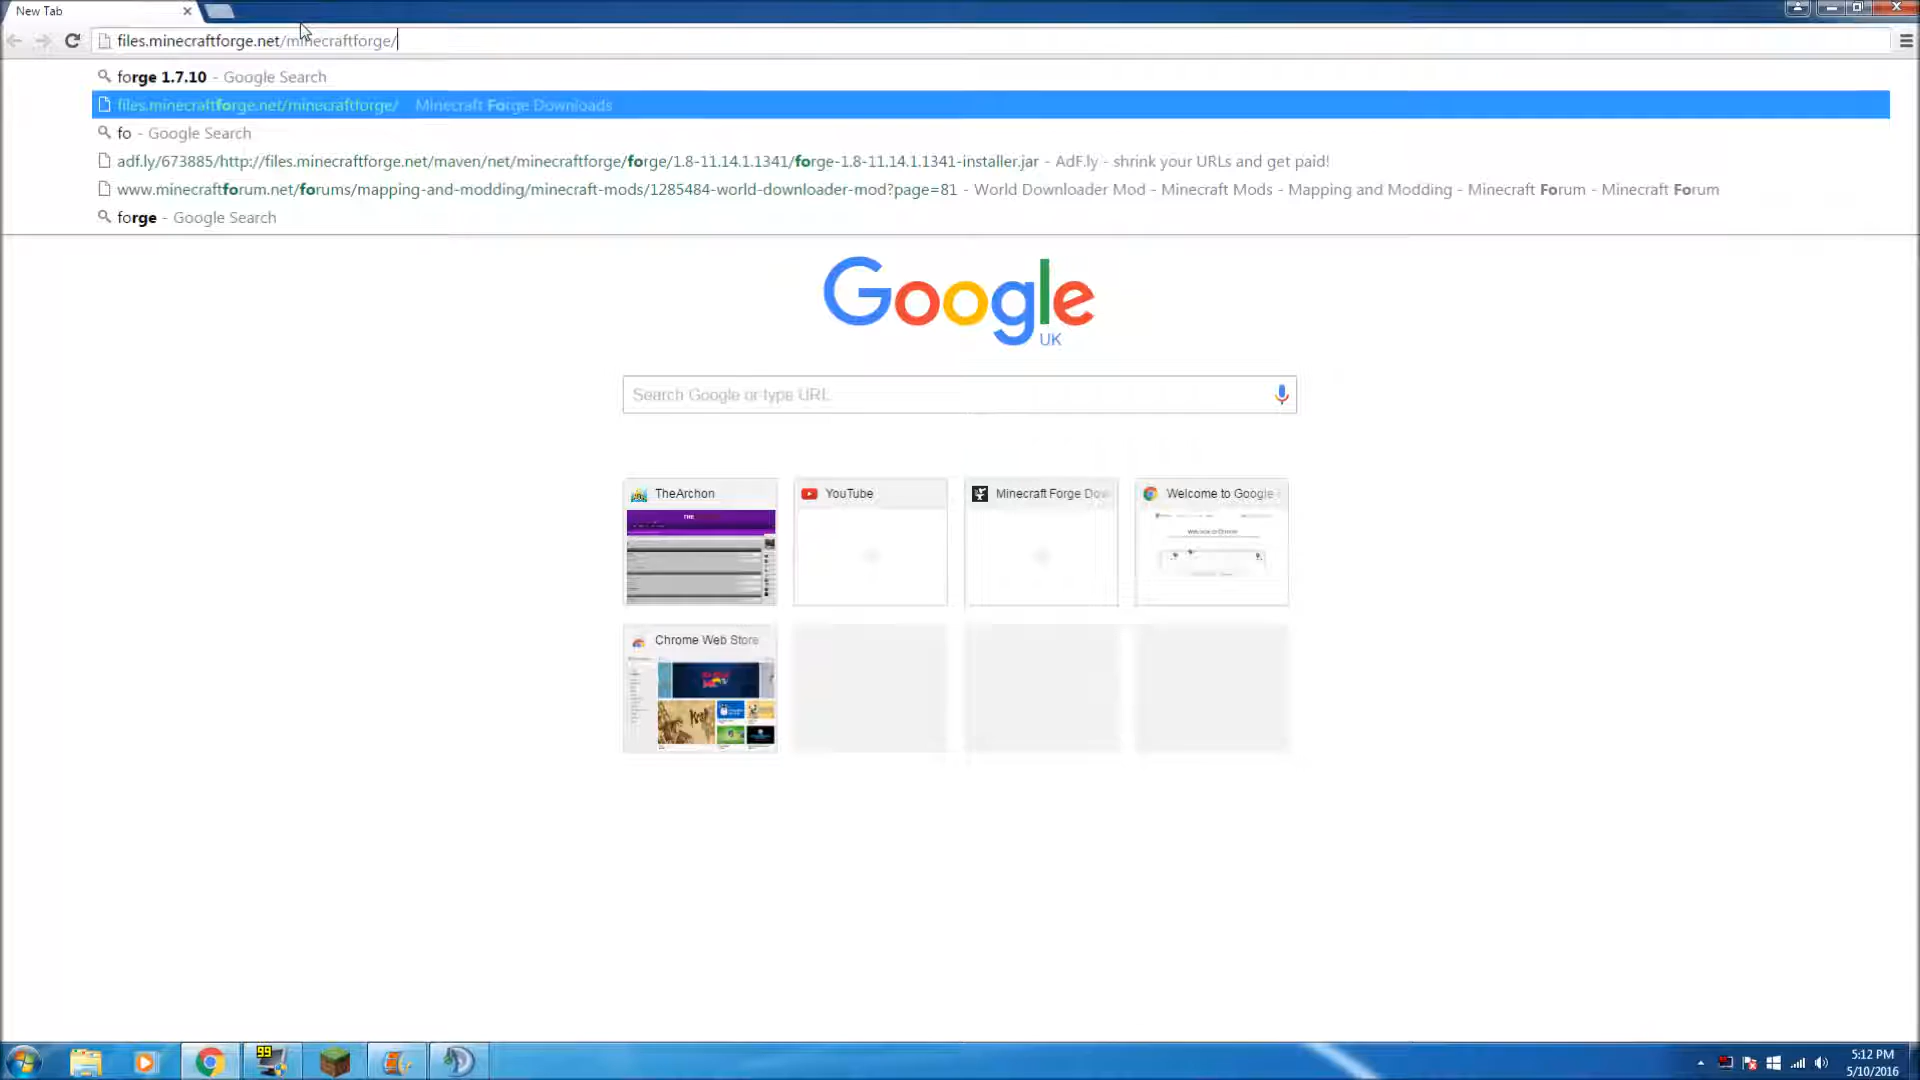 New Tab
files.minecraftforge.net/minecraftforge/
forge 1.7.10 - Google Search
files.minecraftforge.net/minecraftforge/ Minecraft Forge Downloads
fo - Google Search
adf.ly/673885/http://files.minecraftforge.net/maven/net/minecraftforge/forge/1.8-11.14.1.1341/forge-1.8-11.14.1.1341-installer.jar - AdF.ly - shrink your URLs and get paid!
www.minecraftforum.net/forums/mapping-and-modding/minecraft-mods/1285484-world-downloader-mod?page=81 - World Downloader Mod - Minecraft Mods - Mapping and Modding - Minecraft Forum - Minecraft Forum
forge - Google Search
Google
UK
Search Google or type URL
TheArchon YouTube Minecraft Forge Dow Welcome to Google
Chrome Web Store
99
5:12 PM
5/10/2016